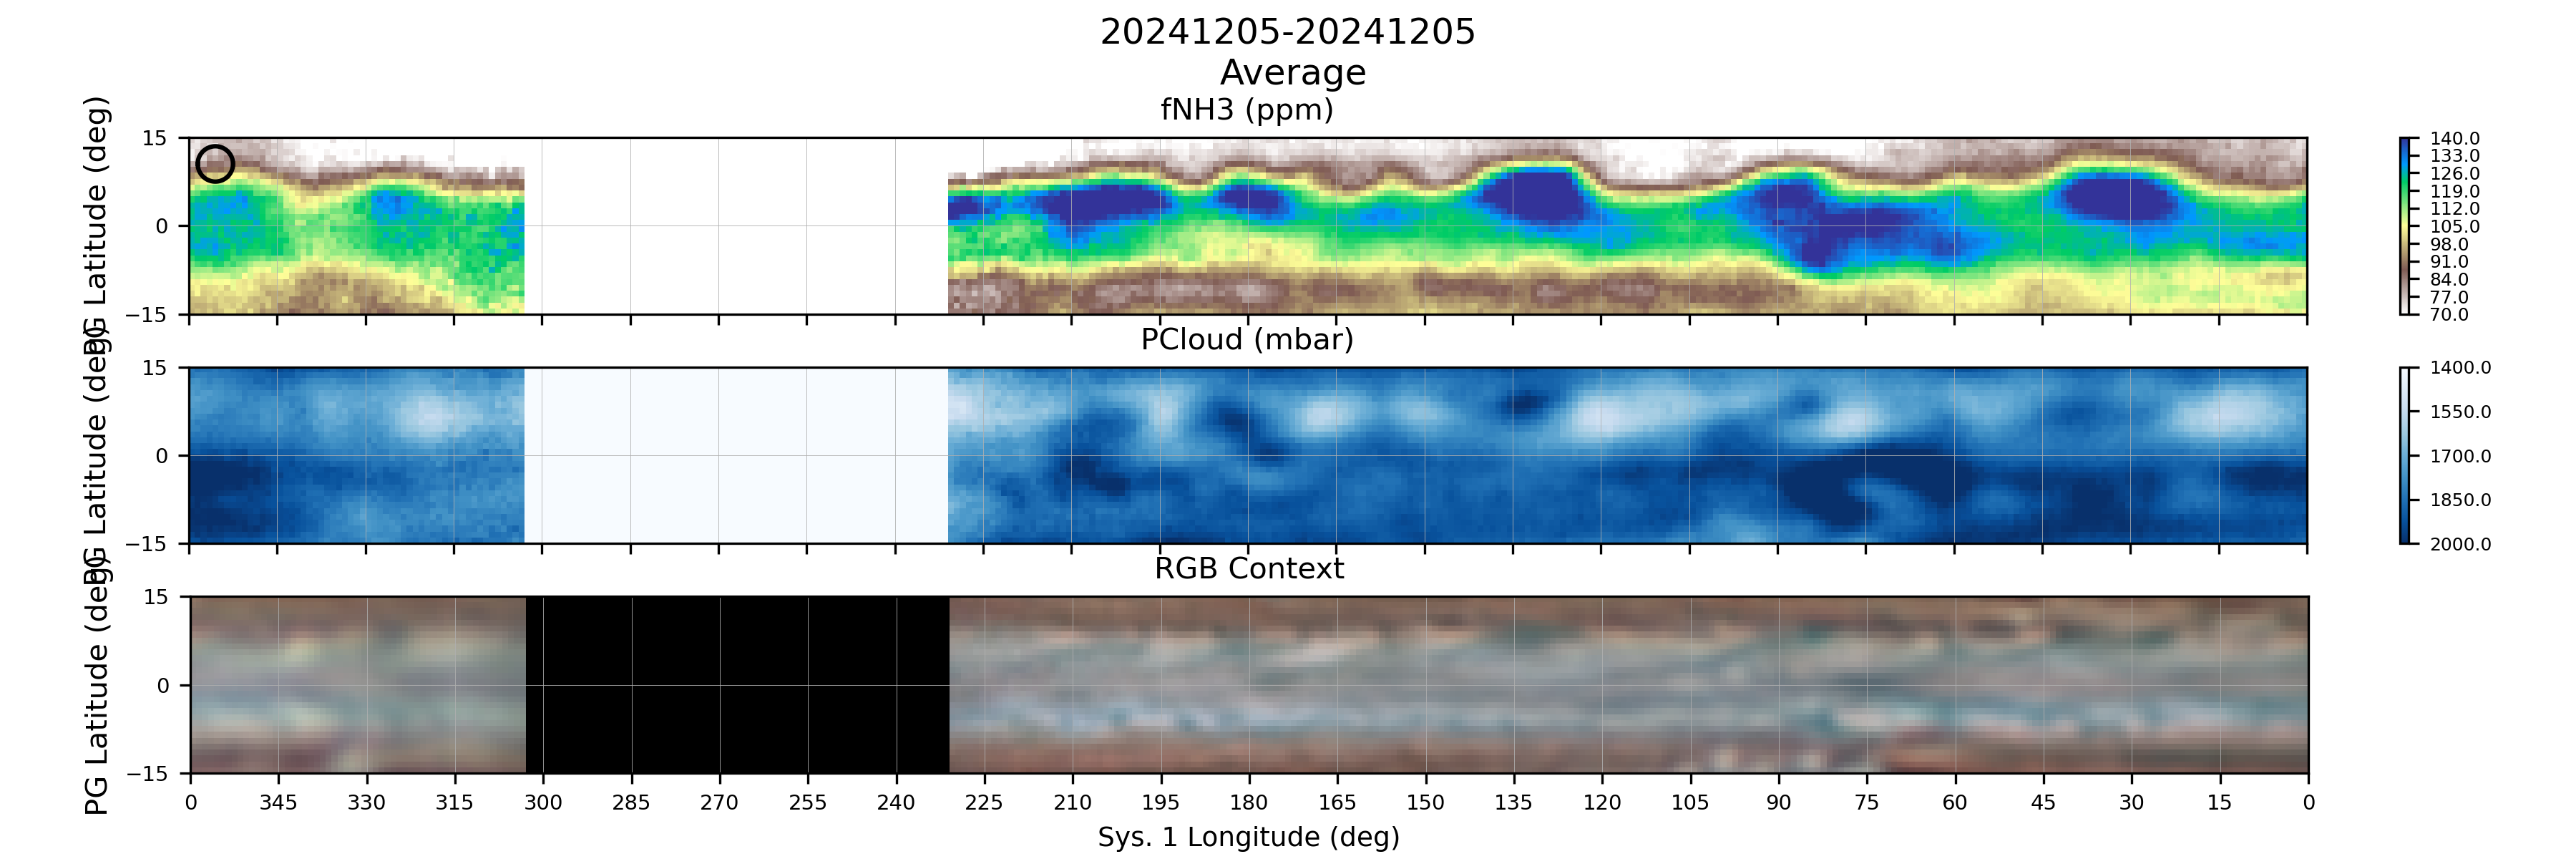 20241205-20241205
Average
fNH3 (ppm)
PG Latitude (deg)
15
0
−15
140.0
133.0
126.0
119.0
112.0
105.0
98.0
91.0
84.0
77.0
70.0
PCloud (mbar)
PG Latitude (deg)
15
0
−15
1400.0
1550.0
1700.0
1850.0
2000.0
RGB Context
PG Latitude (deg)
15
0
−15
0 345 330 315 300 285 270 255 240 225 210 195 180 165 150 135 120 105 90 75 60 45 30 15 0
Sys. 1 Longitude (deg)